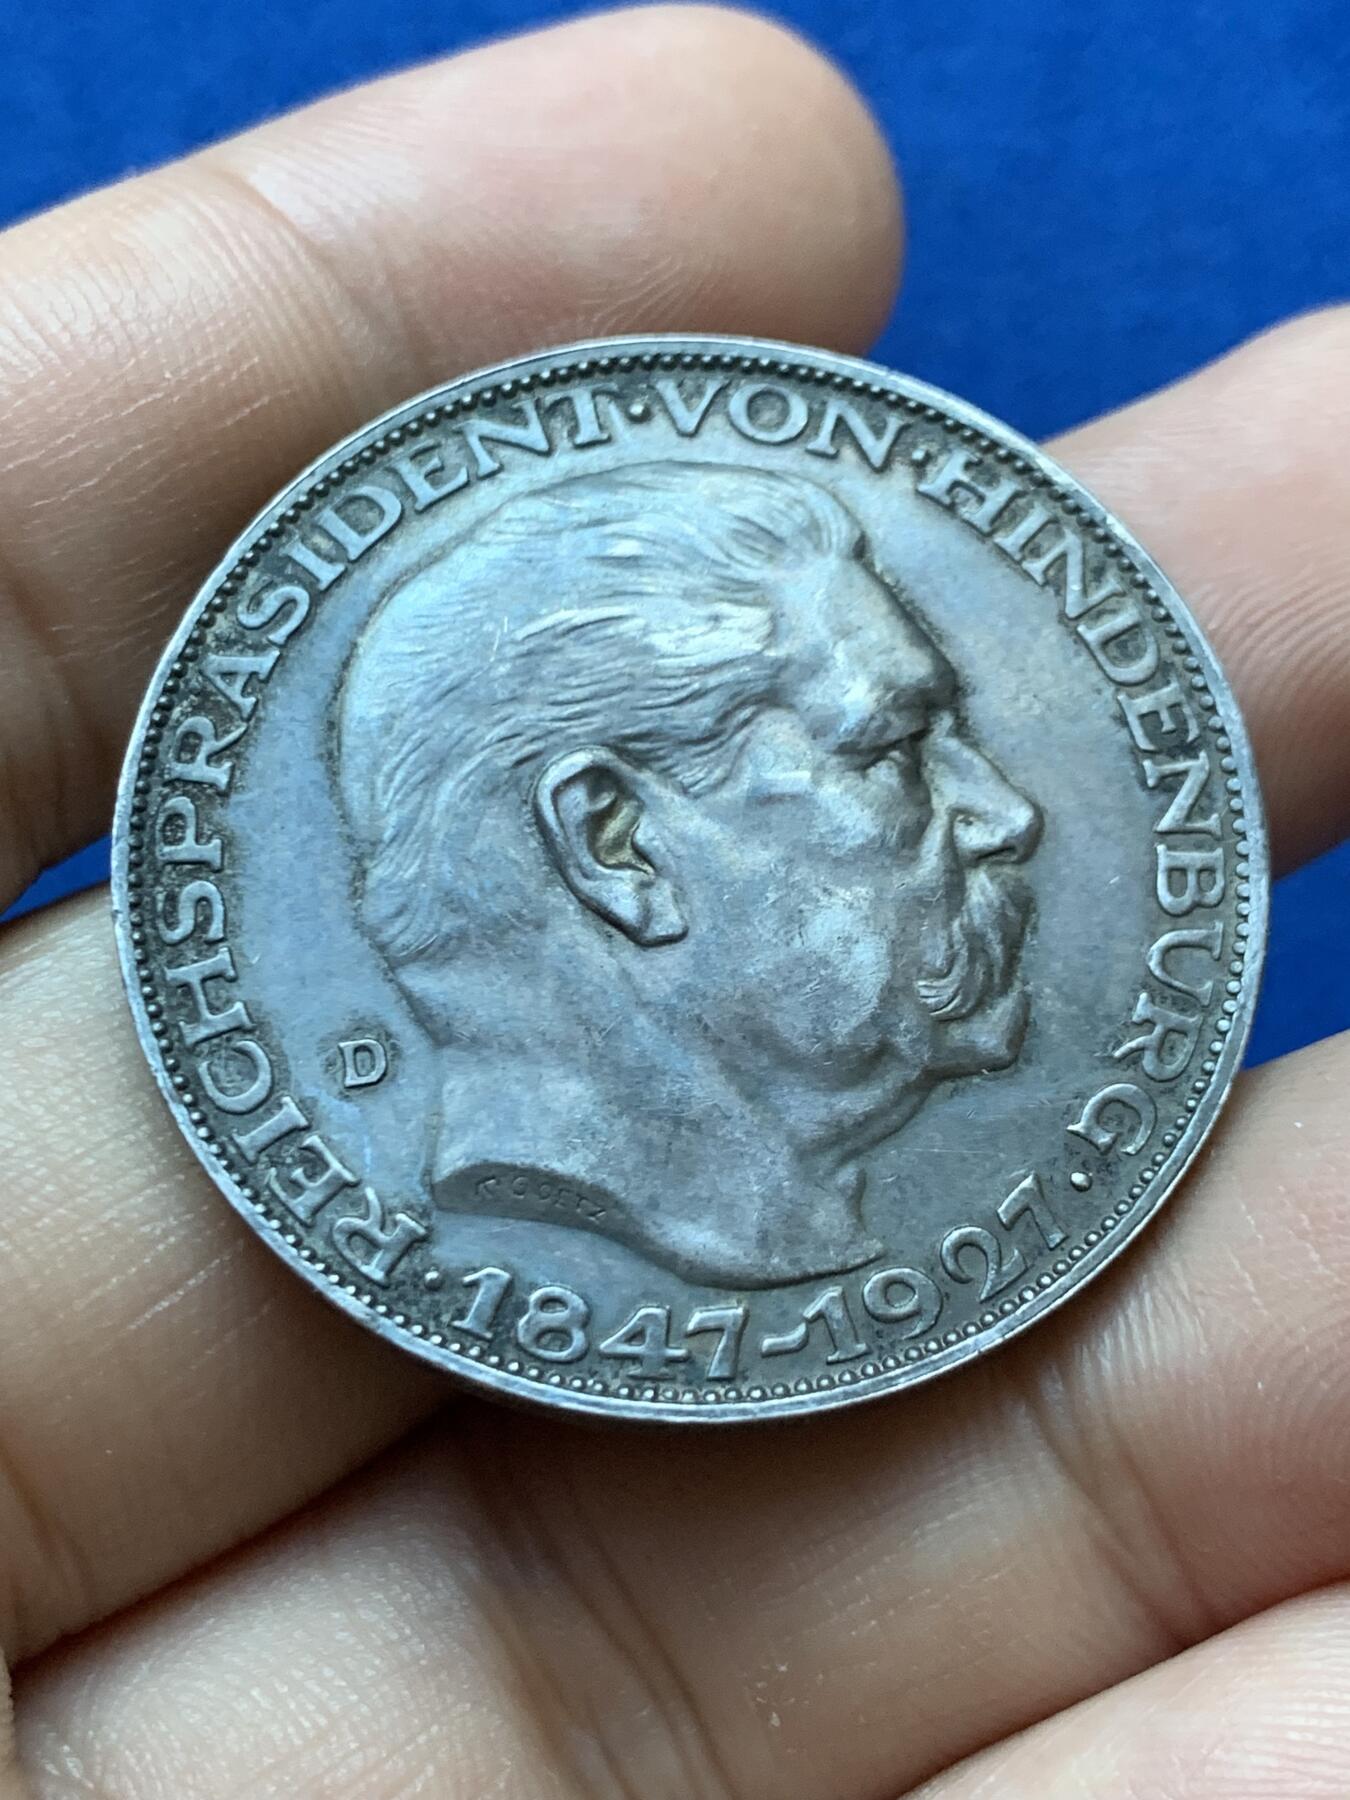 REICHSPRASIDENT·VON·HINDENBURG·
1847-1927·
D
K·GOETZ